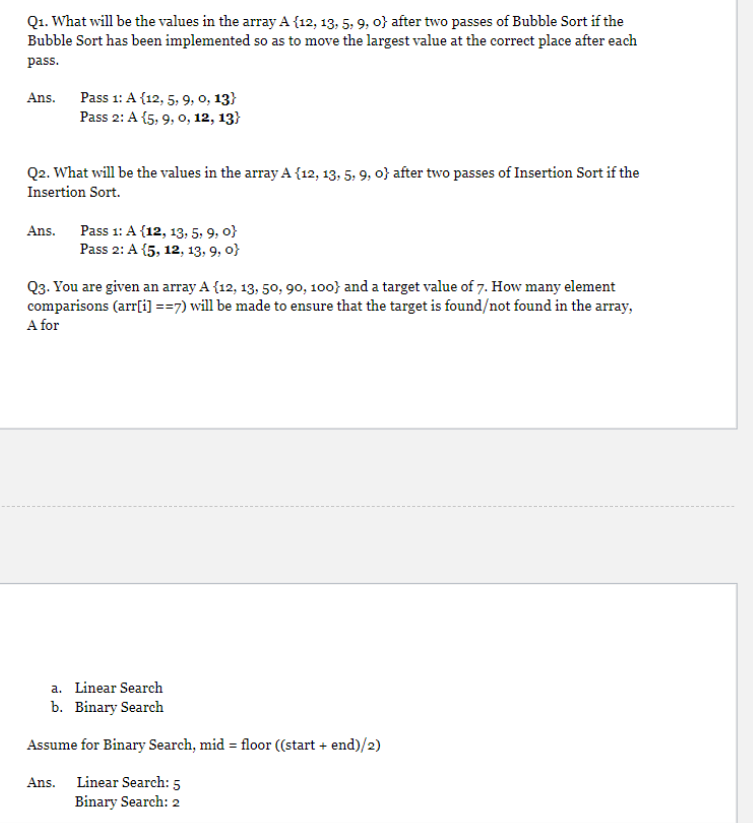 Q1. What will be the values in the array A {12, 13, 5, 9, 0} after two passes of Bubble Sort if the
Bubble Sort has been implemented so as to move the largest value at the correct place after each
pass.
Ans. Pass 1: A {12, 5, 9, 0, 13}
Pass 2: A {5, 9, 0, 12, 13}
Q2. What will be the values in the array A {12, 13, 5, 9, 0} after two passes of Insertion Sort if the
Insertion Sort.
Ans. Pass 1: A {12, 13, 5, 9, 0}
Pass 2: A {5, 12, 13, 9, 0}
Q3. You are given an array A {12, 13, 50, 90, 100} and a target value of 7. How many element
comparisons (arr[i] ==7) will be made to ensure that the target is found/not found in the array,
A for
a. Linear Search
b. Binary Search
Assume for Binary Search, mid = floor ((start + end)/2)
Ans. Linear Search: 5
Binary Search: 2